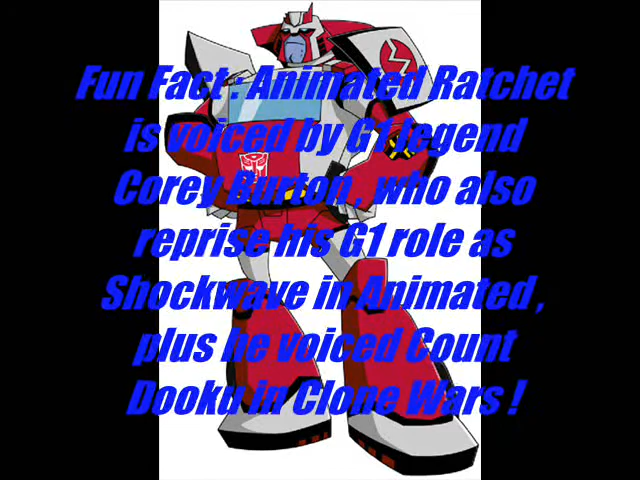 Fun Fact : Animated Ratchet
is voiced by G1 legend
Corey Burton , who also
reprise his G1 role as
Shockwave in Animated ,
plus he voiced Count
Dooku in Clone Wars !